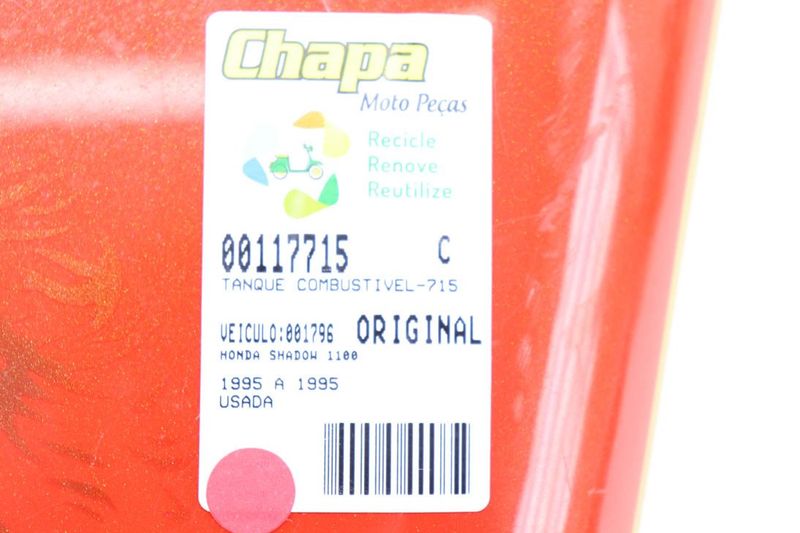 Chapa
Moto Peças
Recicle
Renove
Reutilize
00117715 C
TANQUE COMBUSTIVEL-715
VEICULO:001796 ORIGINAL
HONDA SHADOW 1100
1995 A 1995
USADA